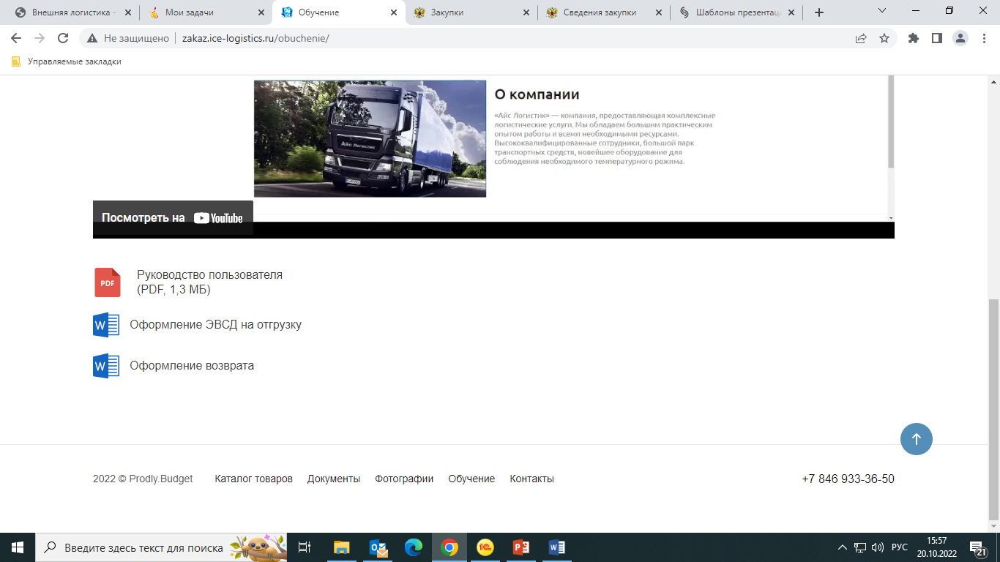 Внешняя логистика -
Мои задачи
Обучение
Закупки
Сведения закупки
Шаблоны презентац
Не защищено
zakaz.ice-logistics.ru/obuchenie/
Управляемые закладки
О компании
«Айс Логистик» — компания, предоставляющая комплексные
логистические услуги. Мы обладаем большим практическим
опытом работы и всеми необходимыми ресурсами.
Высококвалифицированные сотрудники, большой парк
транспортных средств, новейшее оборудование для
соблюдения необходимого температурного режима.
Айс Логистик
Посмотреть на YouTube
PDF
Руководство пользователя
(PDF, 1,3 МБ)
W
Оформление ЭВСД на отгрузку
W
Оформление возврата
2022 © Prodly.Budget
Каталог товаров
Документы
Фотографии
Обучение
Контакты
+7 846 933-36-50
Введите здесь текст для поиска
РУС
15:57
20.10.2022
21